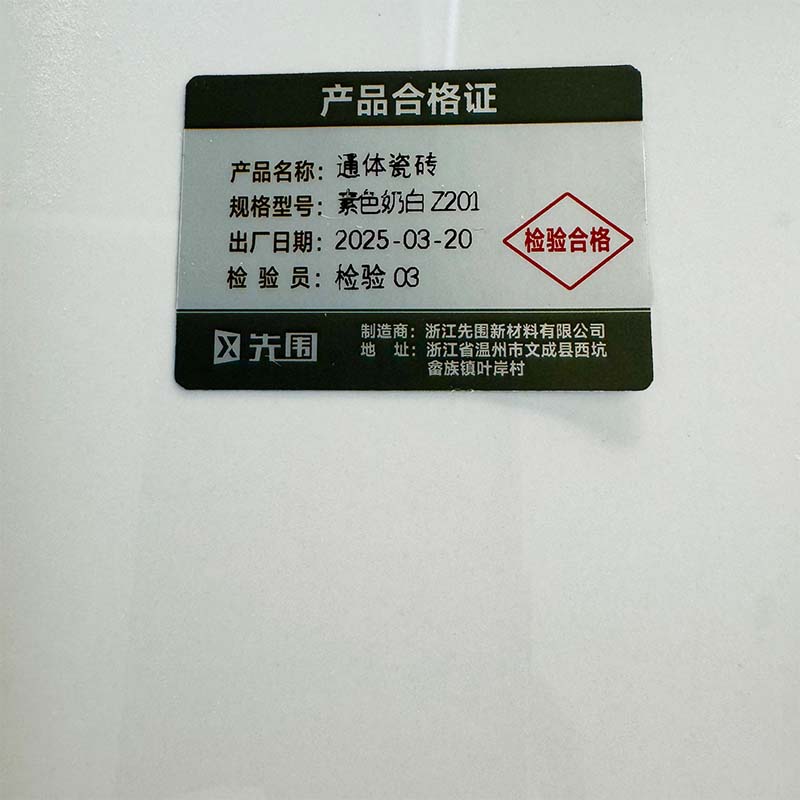 产品合格证
产品名称：通体瓷砖
规格型号：素色奶白 Z201
出厂日期：2025-03-20
检验员：检验 03
检验合格
先围
制造商：浙江先围新材料有限公司
地 址：浙江省温州市文成县西坑
畲族镇叶岸村